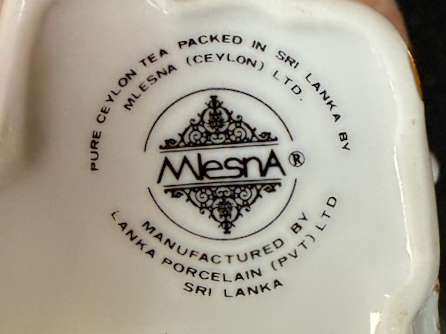 PURE CEYLON TEA PACKED IN SRI LANKA BY
MLESNA (CEYLON) LTD.
MlesnA®
MANUFACTURED BY
LANKA PORCELAIN (PVT) LTD
SRI LANKA